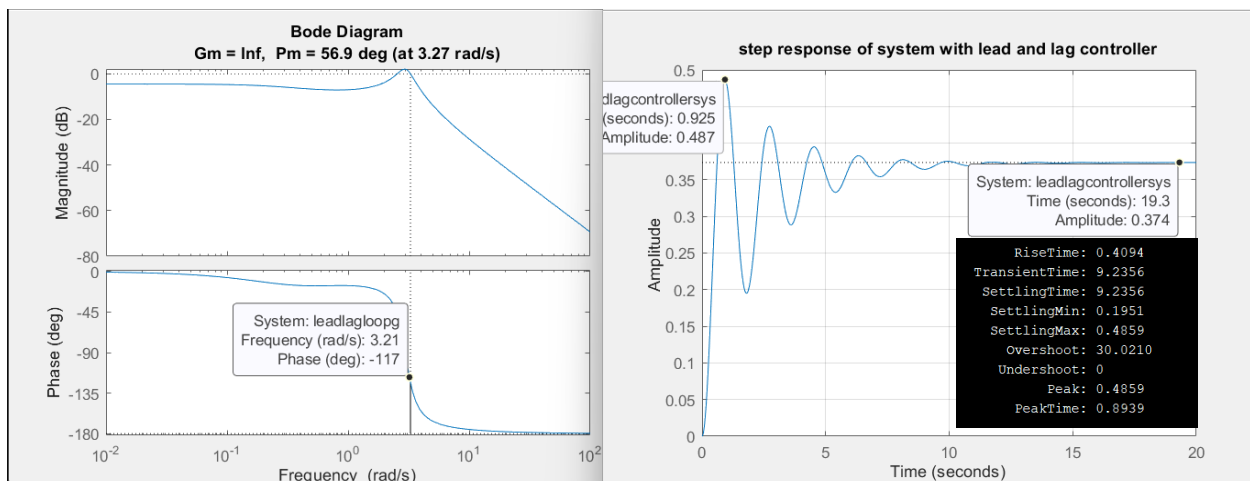 Bode Diagram
Gm = Inf,  Pm = 56.9 deg (at 3.27 rad/s)
0
-20
-40
-60
-80
Magnitude (dB)
0
-45
-90
-135
-180
Phase (deg)
System: leadlagloopg
Frequency (rad/s): 3.21
Phase (deg): -117
10-2
10-1
100
101
102
Frequency  (rad/s)
step response of system with lead and lag controller
0.5
0.35
0.3
0.25
0.2
0.15
0.1
0.05
0
Amplitude
dlagcontrollersys
(seconds): 0.925
Amplitude: 0.487
System: leadlagcontrollersys
Time (seconds): 19.3
Amplitude: 0.374
RiseTime: 0.4094
TransientTime: 9.2356
SettlingTime: 9.2356
SettlingMin: 0.1951
SettlingMax: 0.4859
Overshoot: 30.0210
Undershoot: 0
Peak: 0.4859
PeakTime: 0.8939
0
5
10
15
20
Time (seconds)